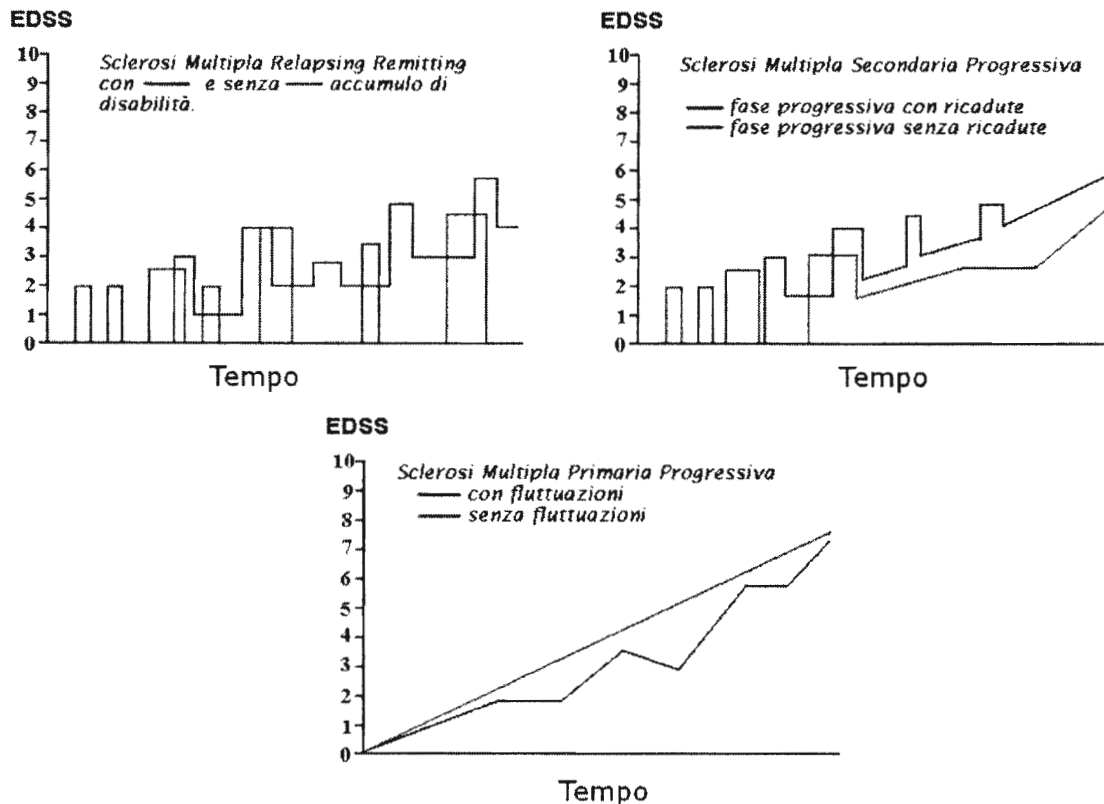 EDSS
10
9
8
7
6
5
4
3
2
1
0
Sclerosi Multipla Relapsing Remitting
con e senza accumulo di
disabilità.
Tempo
EDSS
10
9
8
7
6
5
4
3
2
1
0
Sclerosi Multipla Secondaria Progressiva
fase progressiva con ricadute
fase progressiva senza ricadute
Tempo
EDSS
10
9
8
7
6
5
4
3
2
1
0
Sclerosi Multipla Primaria Progressiva
con fluttuazioni
senza fluttuazioni
Tempo